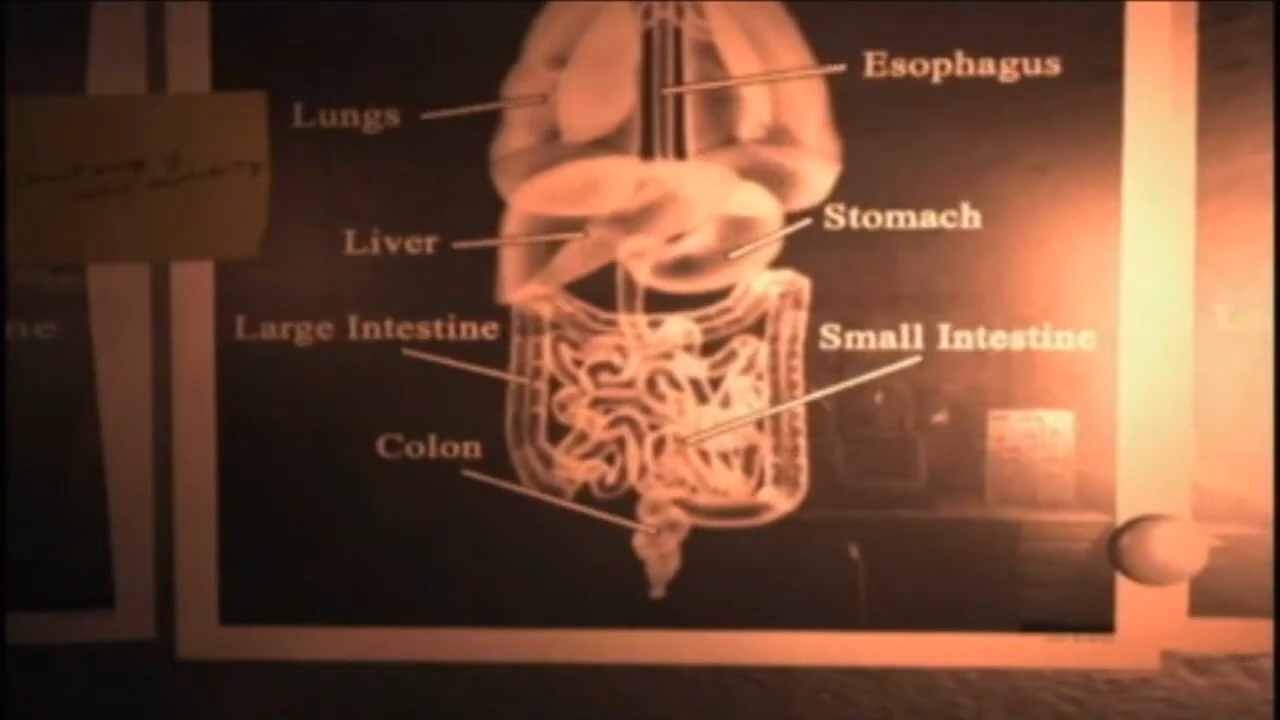 Esophagus
Lungs
Stomach
Liver
Large Intestine
Small Intestine
Colon